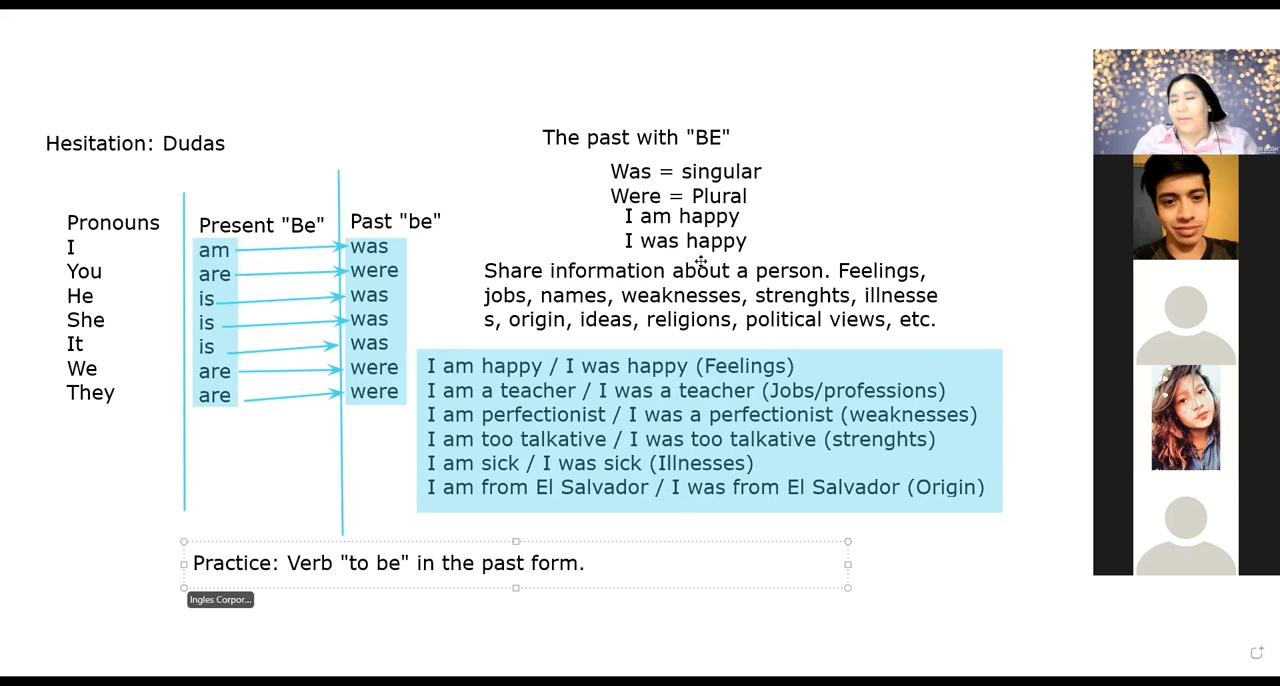 Hesitation: Dudas
Pronouns
I
You
He
She
It
We
They
Present "Be"
am
are
is
is
is
are
are
Past "be"
was
were
was
was
was
were
were
The past with "BE"
Was = singular
Were = Plural
I am happy
I was happy
Share information about a person. Feelings,
jobs, names, weaknesses, strenghts, illnesse
s, origin, ideas, religions, political views, etc.
I am happy / I was happy (Feelings)
I am a teacher / I was a teacher (Jobs/professions)
I am perfectionist / I was a perfectionist (weaknesses)
I am too talkative / I was too talkative (strenghts)
I am sick / I was sick (Illnesses)
I am from El Salvador / I was from El Salvador (Origin)
Practice: Verb "to be" in the past form.
Ingles Corpor...